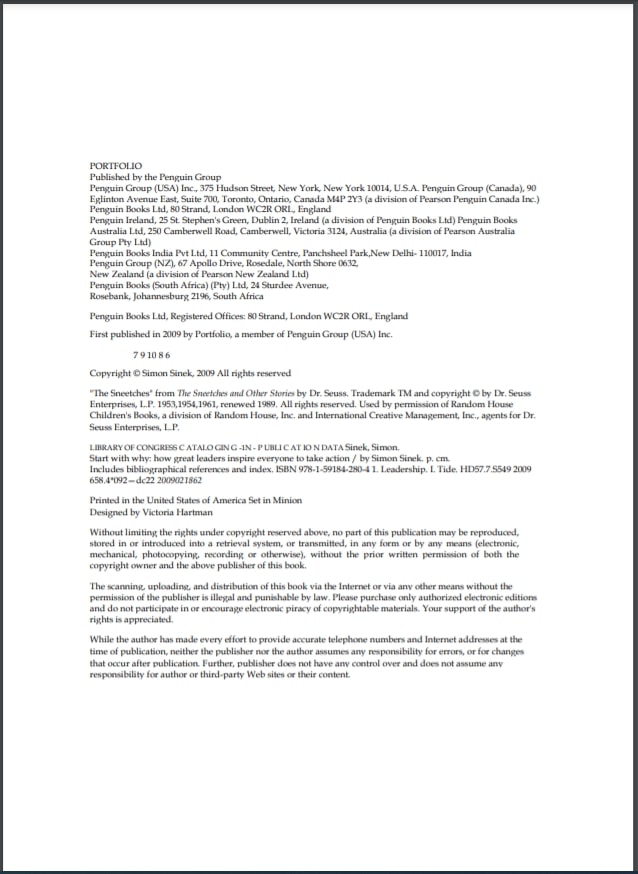 PORTFOLIO
Published by the Penguin Group
Penguin Group (USA) Inc., 375 Hudson Street, New York, New York 10014, U.S.A. Penguin Group (Canada), 90
Eglinton Avenue East, Suite 700, Toronto, Ontario, Canada M4P 2Y3 (a division of Pearson Penguin Canada Inc.)
Penguin Books Ltd, 80 Strand, London WC2R ORL, England
Penguin Ireland, 25 St. Stephen's Green, Dublin 2, Ireland (a division of Penguin Books Ltd) Penguin Books
Australia Ltd, 250 Camberwell Road, Camberwell, Victoria 3124, Australia (a division of Pearson Australia
Group Pty Ltd)
Penguin Books India Pvt Ltd, 11 Community Centre, Panchsheel Park,New Delhi- 110017, India
Penguin Group (NZ), 67 Apollo Drive, Rosedale, North Shore 0632,
New Zealand (a division of Pearson New Zealand Ltd)
Penguin Books (South Africa) (Pty) Ltd, 24 Sturdee Avenue,
Rosebank, Johannesburg 2196, South Africa
Penguin Books Ltd, Registered Offices: 80 Strand, London WC2R ORL, England
First published in 2009 by Portfolio, a member of Penguin Group (USA) Inc.
7 9 1 0 8 6
Copyright © Simon Sinek, 2009 All rights reserved
"The Sneetches" from The Sneetches and Other Stories by Dr. Seuss. Trademark TM and copyright © by Dr. Seuss
Enterprises, L.P. 1953,1954,1961, renewed 1989. All rights reserved. Used by permission of Random House
Children's Books, a division of Random House, Inc. and International Creative Management, Inc., agents for Dr.
Seuss Enterprises, L.P.
LIBRARY OF CONGRESS C ATALO GIN G -IN - P UBLI C AT IO N DATA Sinek, Simon.
Start with why: how great leaders inspire everyone to take action / by Simon Sinek. p. cm.
Includes bibliographical references and index. ISBN 978-1-59184-280-4 1. Leadership. I. Tide. HD57.7.S549 2009
658.4*092—dc22 2009021862
Printed in the United States of America Set in Minion
Designed by Victoria Hartman
Without limiting the rights under copyright reserved above, no part of this publication may be reproduced,
stored in or introduced into a retrieval system, or transmitted, in any form or by any means (electronic,
mechanical, photocopying, recording or otherwise), without the prior written permission of both the
copyright owner and the above publisher of this book.
The scanning, uploading, and distribution of this book via the Internet or via any other means without the
permission of the publisher is illegal and punishable by law. Please purchase only authorized electronic editions
and do not participate in or encourage electronic piracy of copyrightable materials. Your support of the author's
rights is appreciated.
While the author has made every effort to provide accurate telephone numbers and Internet addresses at the
time of publication, neither the publisher nor the author assumes any responsibility for errors, or for changes
that occur after publication. Further, publisher does not have any control over and does not assume any
responsibility for author or third-party Web sites or their content.